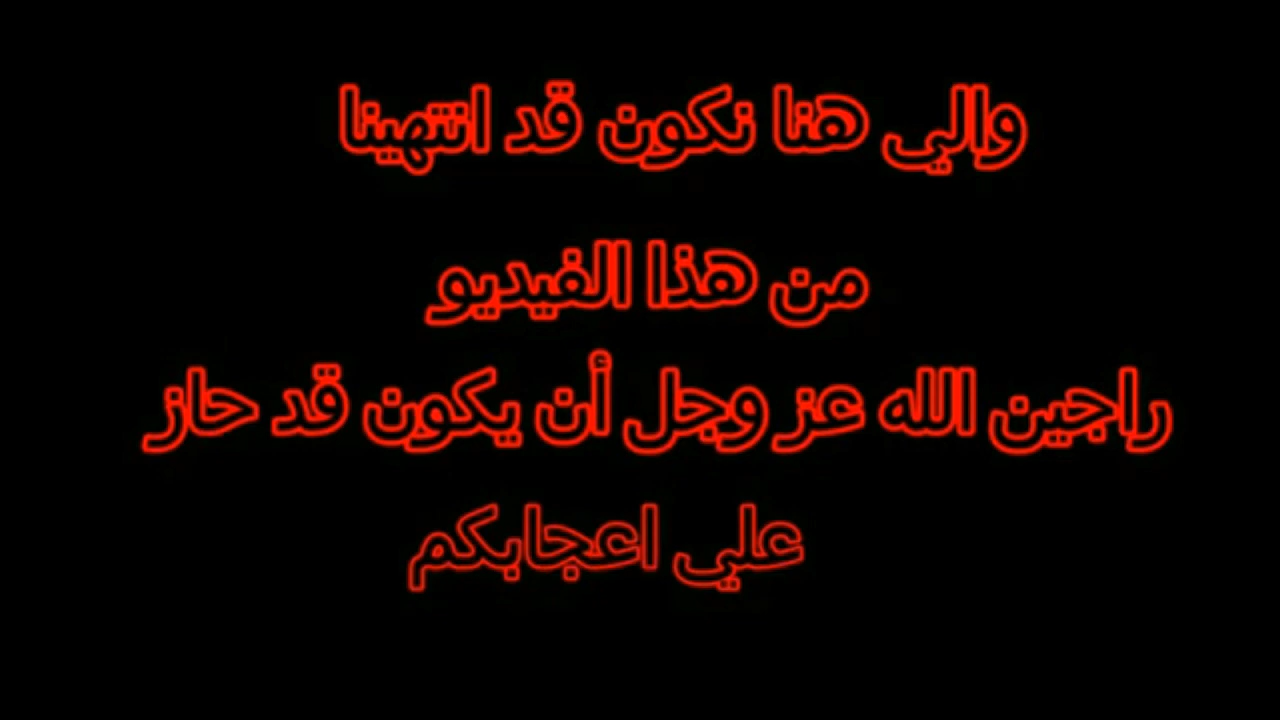 والي هنا نكون قد انتهينا
من هذا الفيديو
راجين الله عز وجل أن يكون قد حاز
علي اعجابكم